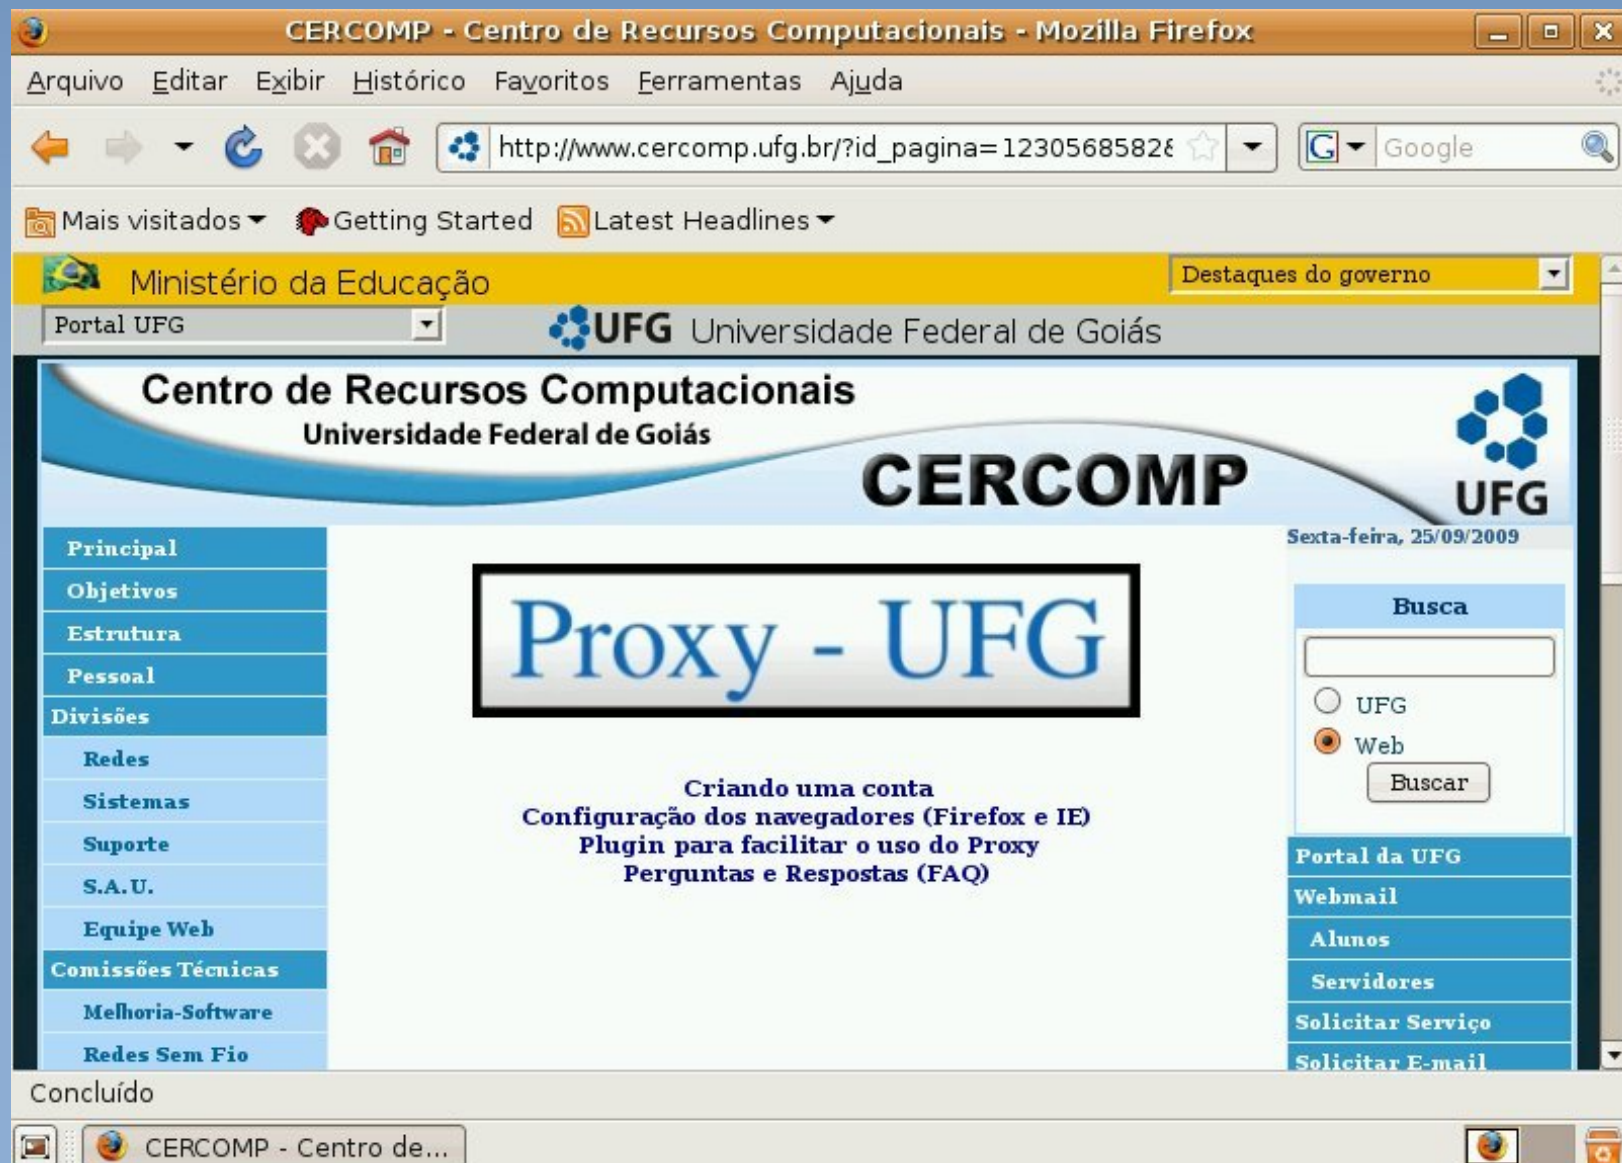 CERCOMP - Centro de Recursos Computacionais - Mozilla Firefox
Arquivo Editar Exibir Histórico Favoritos Ferramentas Ajuda
http://www.cercomp.ufg.br/?id_pagina=1230568582& Google
Mais visitados Getting Started Latest Headlines
Ministério da Educação Destaques do governo
Portal UFG UFG Universidade Federal de Goiás
Centro de Recursos Computacionais
Universidade Federal de Goiás
CERCOMP
UFG
Principal
Objetivos
Estrutura
Pessoal
Divisões
Redes
Sistemas
Suporte
S.A.U.
Equipe Web
Comissões Técnicas
Melhoria-Software
Redes Sem Fio
Proxy - UFG
Criando uma conta
Configuração dos navegadores (Firefox e IE)
Plugin para facilitar o uso do Proxy
Perguntas e Respostas (FAQ)
Sexta-feira, 25/09/2009
Busca
UFG
Web
Buscar
Portal da UFG
Webmail
Alunos
Servidores
Solicitar Serviço
Solicitar E-mail
Concluído
CERCOMP - Centro de...